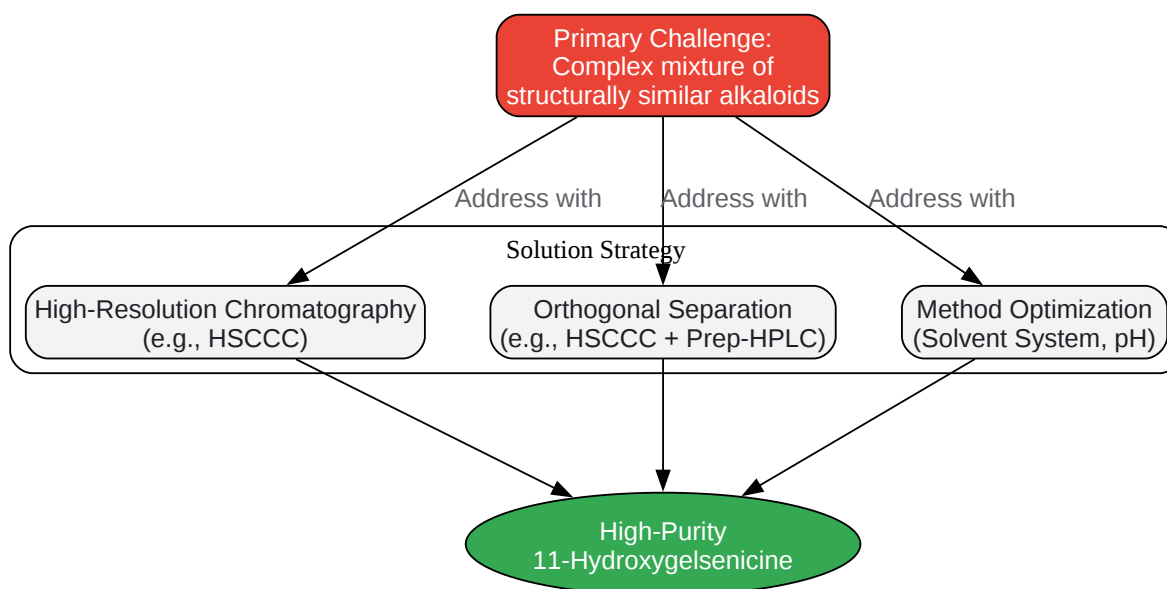 Primary Challenge:
Complex mixture of
structurally similar alkaloids
Address with
Address with
Address with
Solution Strategy
High-Resolution Chromatography
(e.g., HSCCC)
Orthogonal Separation
(e.g., HSCCC + Prep-HPLC)
Method Optimization
(Solvent System, pH)
High-Purity
11-Hydroxygelsenicine